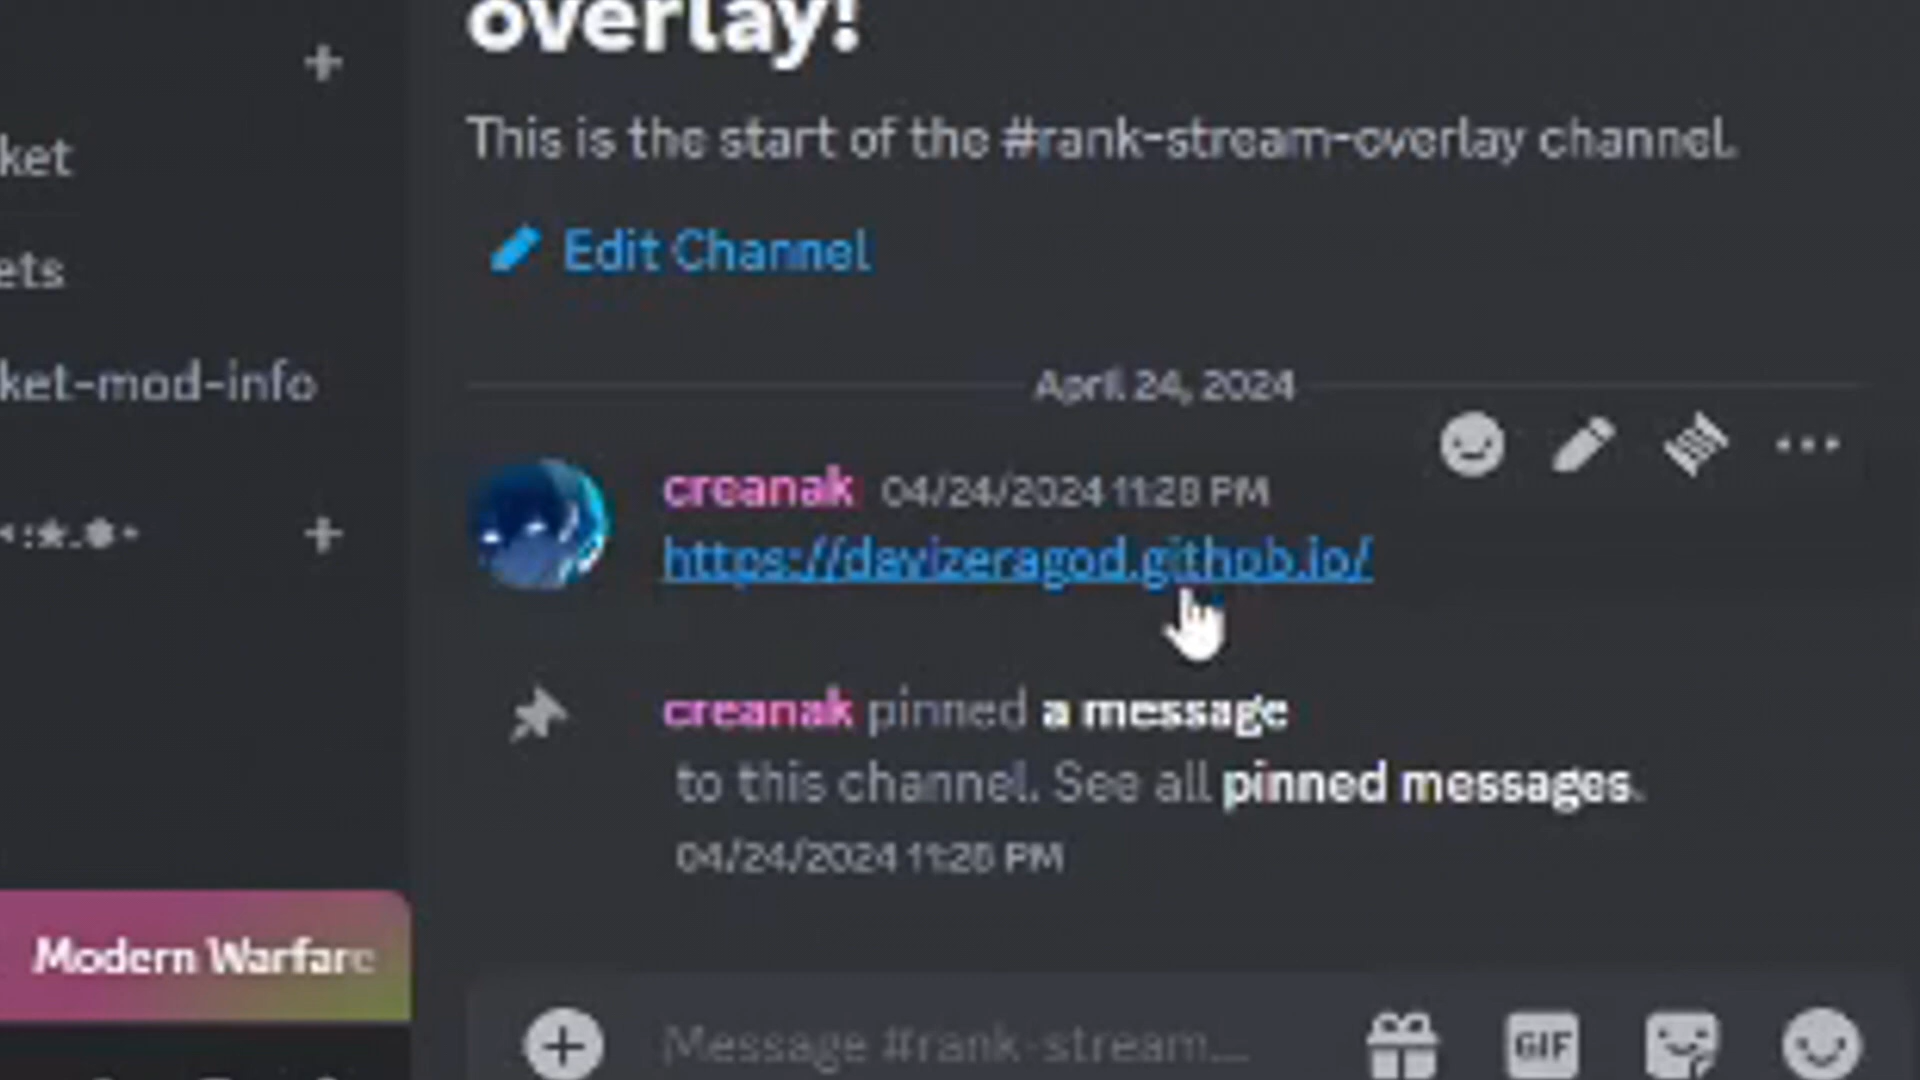 overlay!
This is the start of the #rank-stream-overlay channel.
ket
Edit Channel
ets
ket-mod-info
April 24, 2024
creanak 04/24/2024 11:28 PM
https://davizeragod.github.io/
creanak pinned a message
to this channel. See all pinned messages.
04/24/2024 11:28 PM
Modern Warfare
Message #rank-stream...
GIF